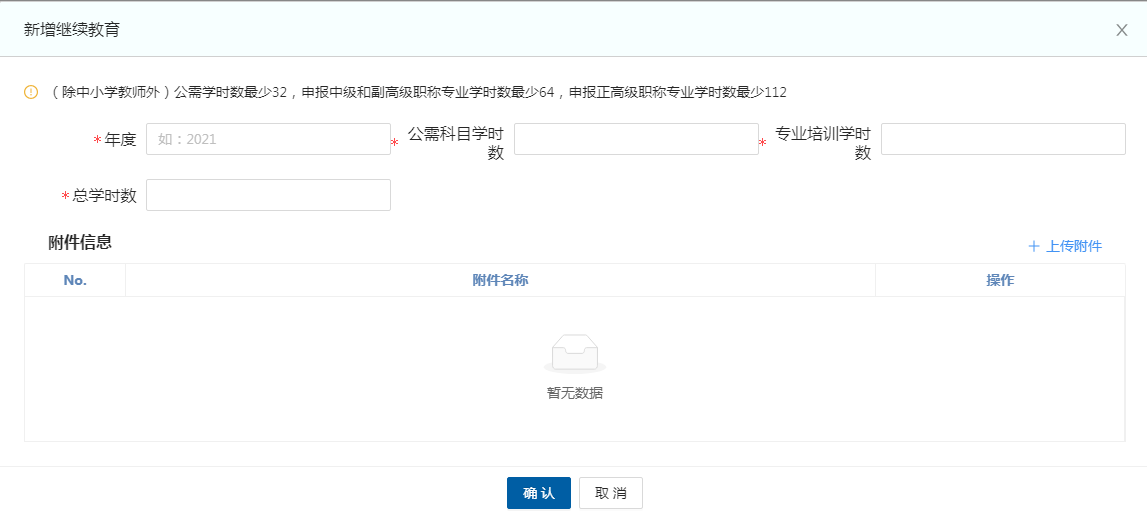 新增继续教育
（除中小学教师外）公需学时数最少32，申报中级和副高级职称专业学时数最少64，申报正高级职称专业学时数最少112
*年度 如：2021 * 公需科目学时数 * 专业培训学时数
*总学时数
附件信息 + 上传附件
No. 附件名称 操作
暂无数据
确认 取消